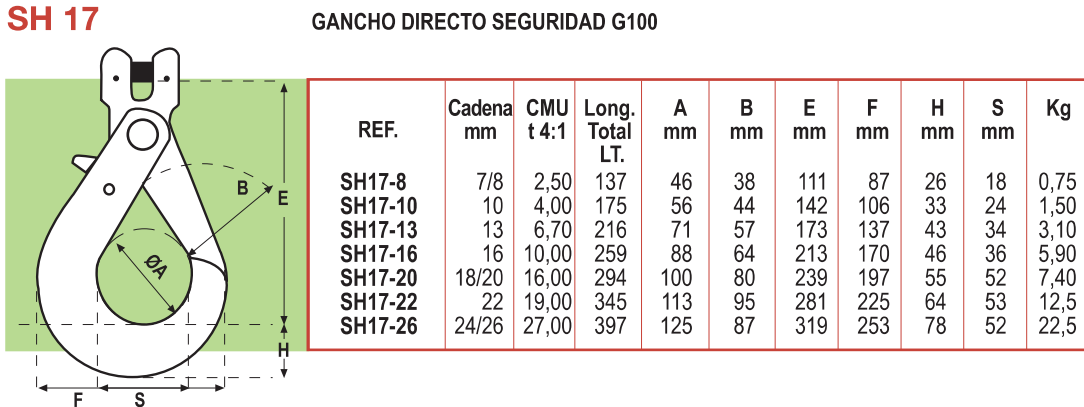 SH 17
GANCHO DIRECTO SEGURIDAD G100
REF. Cadena mm CMU t 4:1 Long. Total LT. A mm B mm E mm F mm H mm S mm Kg
SH17-8 7/8 2,50 137 46 38 111 87 26 18 0,75
SH17-10 10 4,00 175 56 44 142 106 33 24 1,50
SH17-13 13 6,70 216 71 57 173 137 43 34 3,10
SH17-16 16 10,00 259 88 64 213 170 46 36 5,90
SH17-20 18/20 16,00 294 100 80 239 197 55 52 7,40
SH17-22 22 19,00 345 113 95 281 225 64 53 12,5
SH17-26 24/26 27,00 397 125 87 319 253 78 52 22,5
B
E
ØA
H
F S